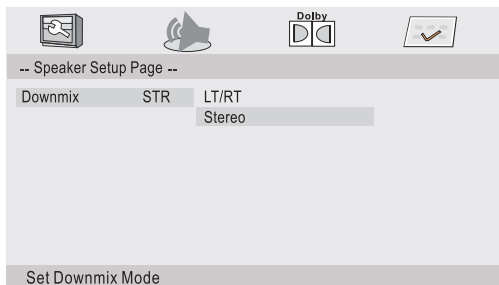 Dolby
-- Speaker Setup Page --
Downmix STR LT/RT
Stereo
Set Downmix Mode